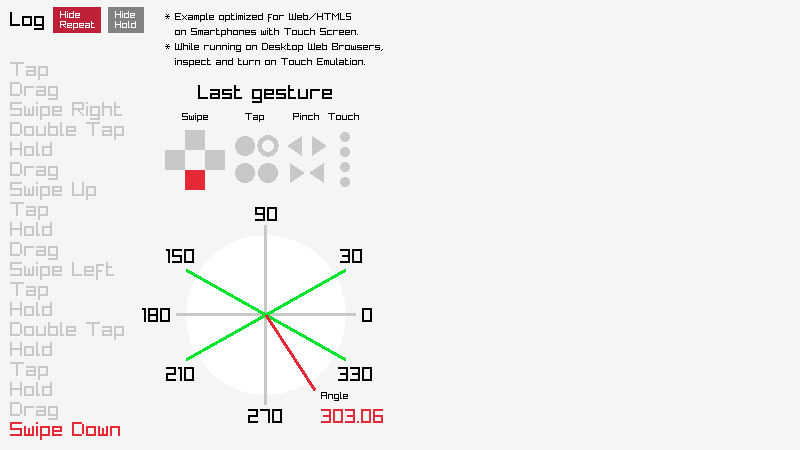 Log
Hide
Repeat
Hide
Hold
* Example optimized for Web/HTML5
on Smartphones with Touch Screen.
* While running on Desktop Web Browsers,
inspect and turn on Touch Emulation.
Tap
Drag
Swipe Right
Double Tap
Hold
Drag
Swipe Up
Tap
Hold
Drag
Swipe Left
Tap
Hold
Double Tap
Hold
Tap
Hold
Drag
Swipe Down
Last gesture
Swipe
Tap
Pinch
Touch
90
150
30
180
0
210
330
270
Angle
303.06